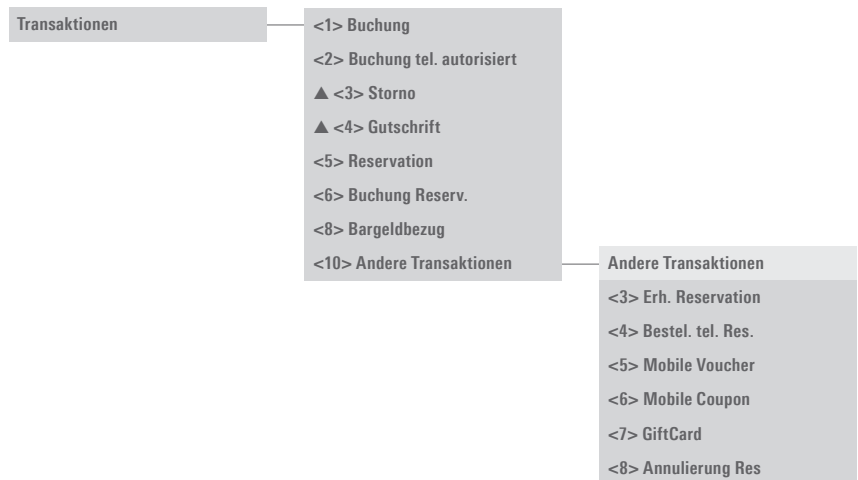 Transaktionen
<1> Buchung
<2> Buchung tel. autorisiert
▲ <3> Storno
▲ <4> Gutschrift
<5> Reservation
<6> Buchung Reserv.
<8> Bargeldbezug
<10> Andere Transaktionen
Andere Transaktionen
<3> Erh. Reservation
<4> Bestel. tel. Res.
<5> Mobile Voucher
<6> Mobile Coupon
<7> GiftCard
<8> Annulierung Res